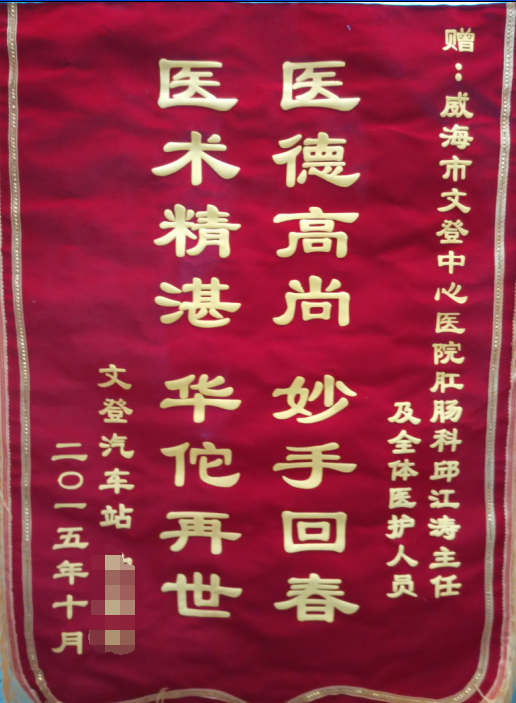 赠：威海市文登中心医院肛肠科邱江涛主任
及全体医护人员
医德高尚 妙手回春
医术精湛 华佗再世
文登汽车站
二〇一五年十月